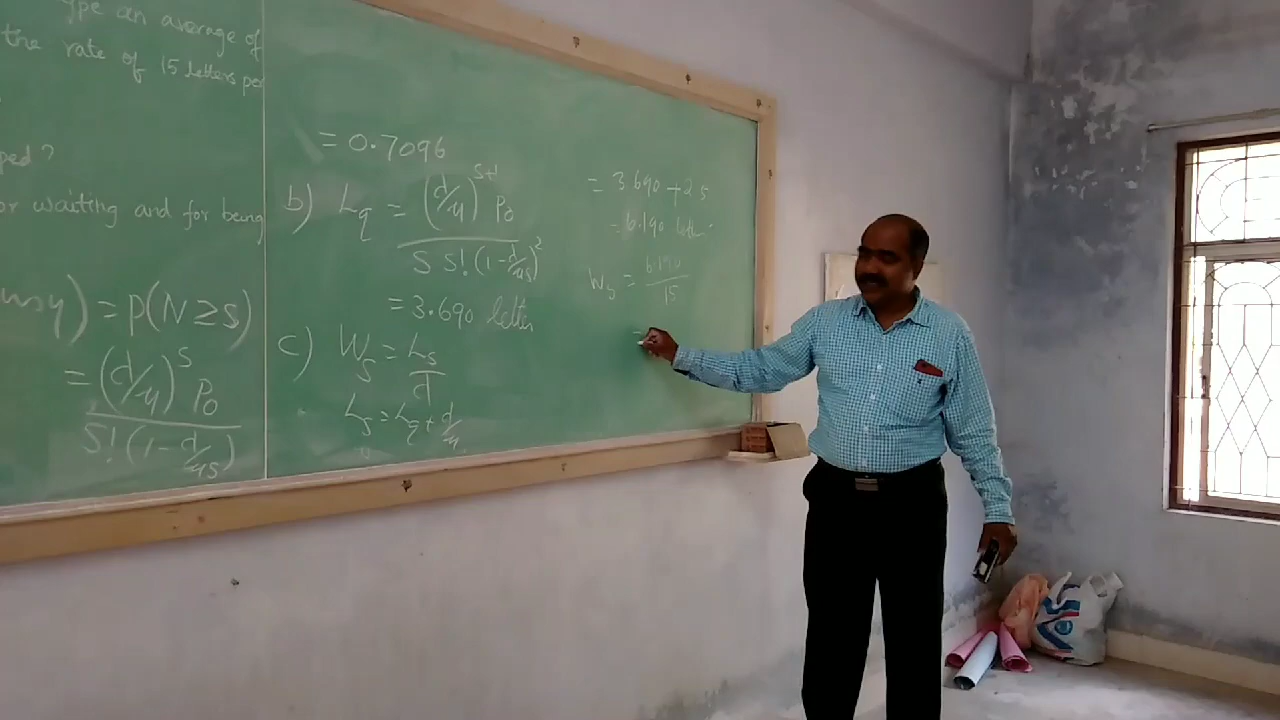 ype an average of
the rate of 15 letters per
ped?
or waiting and for being
usy) = P(N ≥ S)
= (λ/μ)^S P₀
S! (1 - λ/μs)
= 0.7096
b) Lq = (λ/μ)^S+1 P₀
S S! (1 - λ/μs)²
= 3.690 letter
c) Ws = Ls
λ
Ls = Lq + λ/μ
= 3.690 + 2.5
= 6.190 letter
Ws = 6.190
15
=